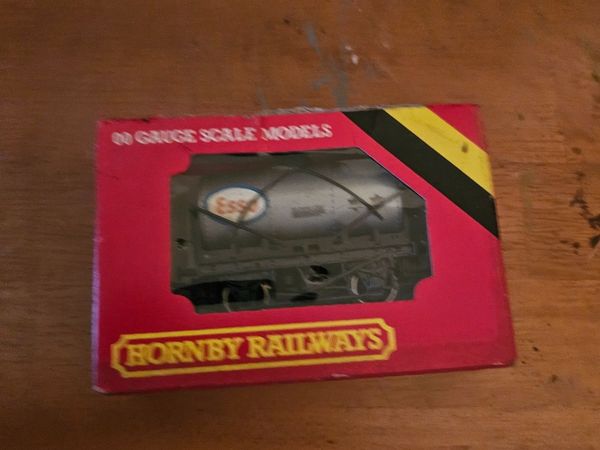 00 GAUGE SCALE MODELS
Esso
HORNBY RAILWAYS